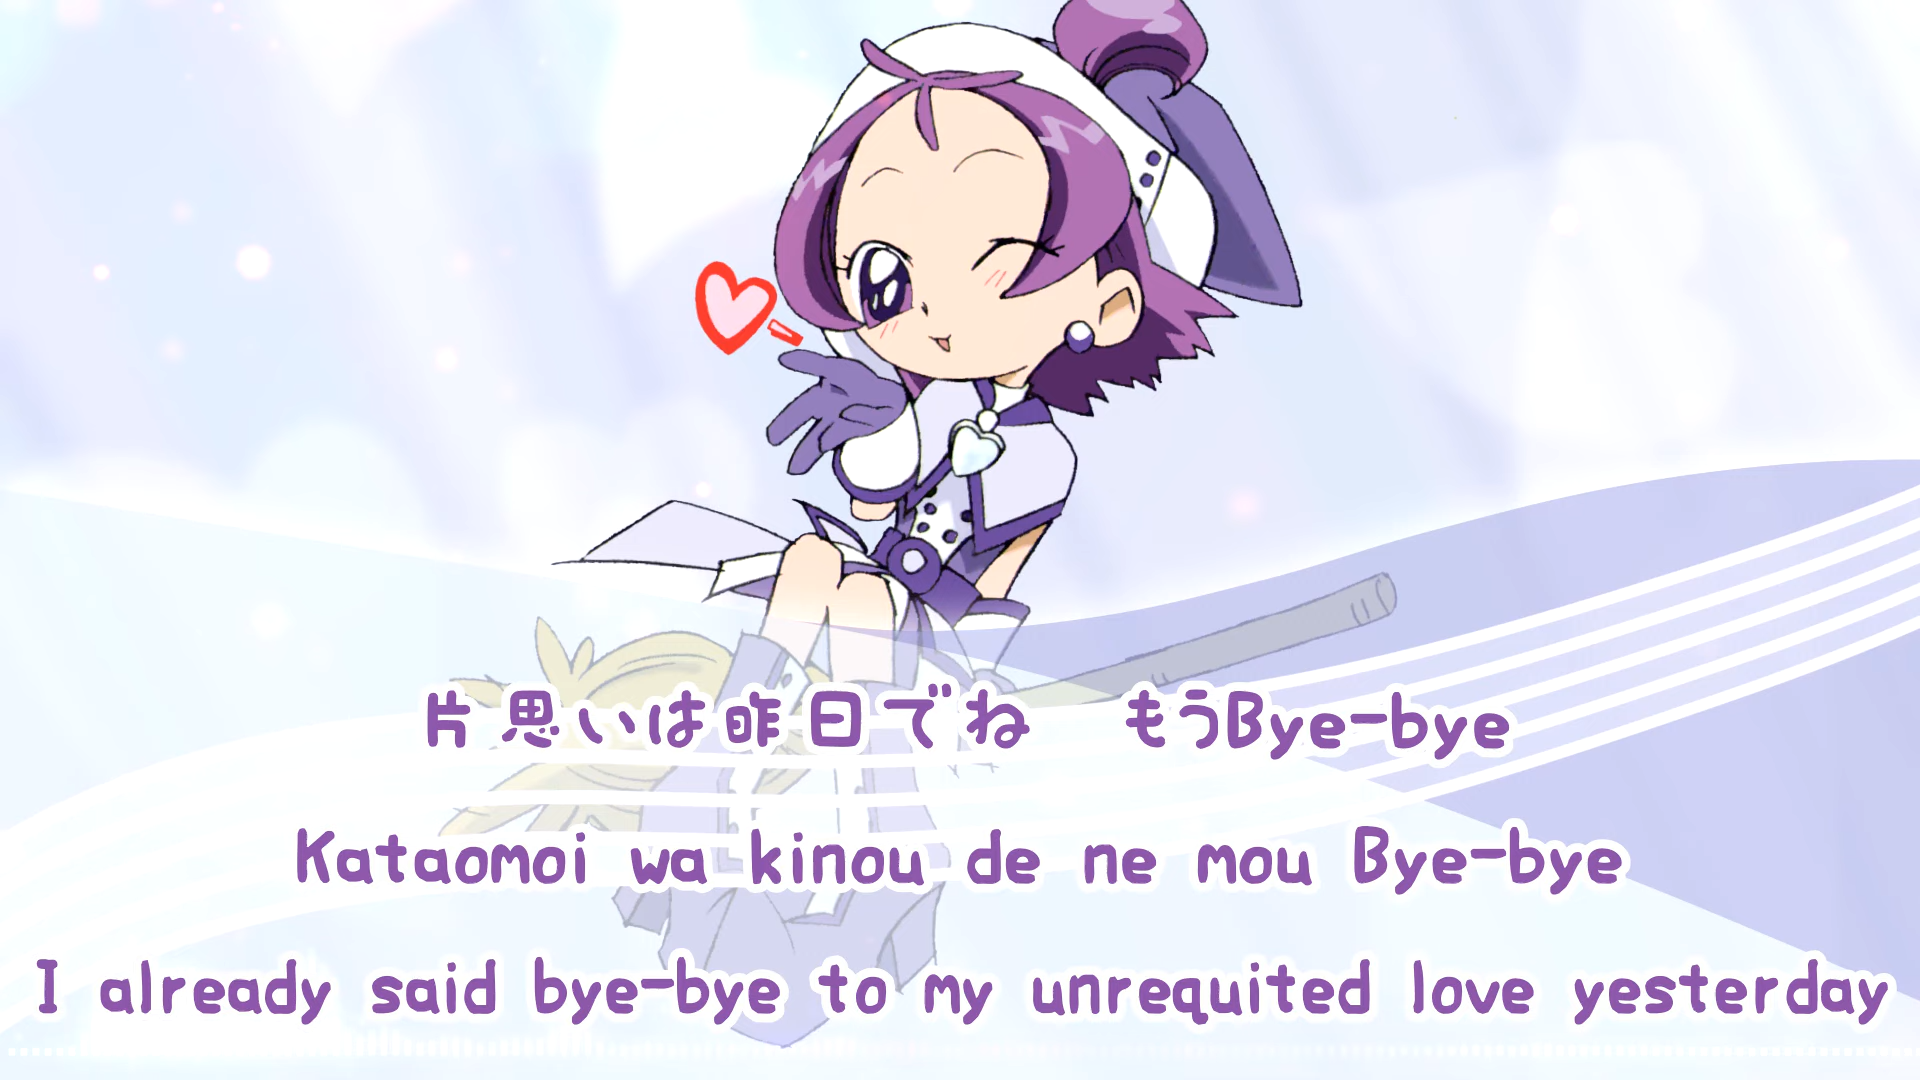 片思いは昨日でね　もうBye-bye
Kataomoi wa kinou de ne mou Bye-bye
I already said bye-bye to my unrequited love yesterday